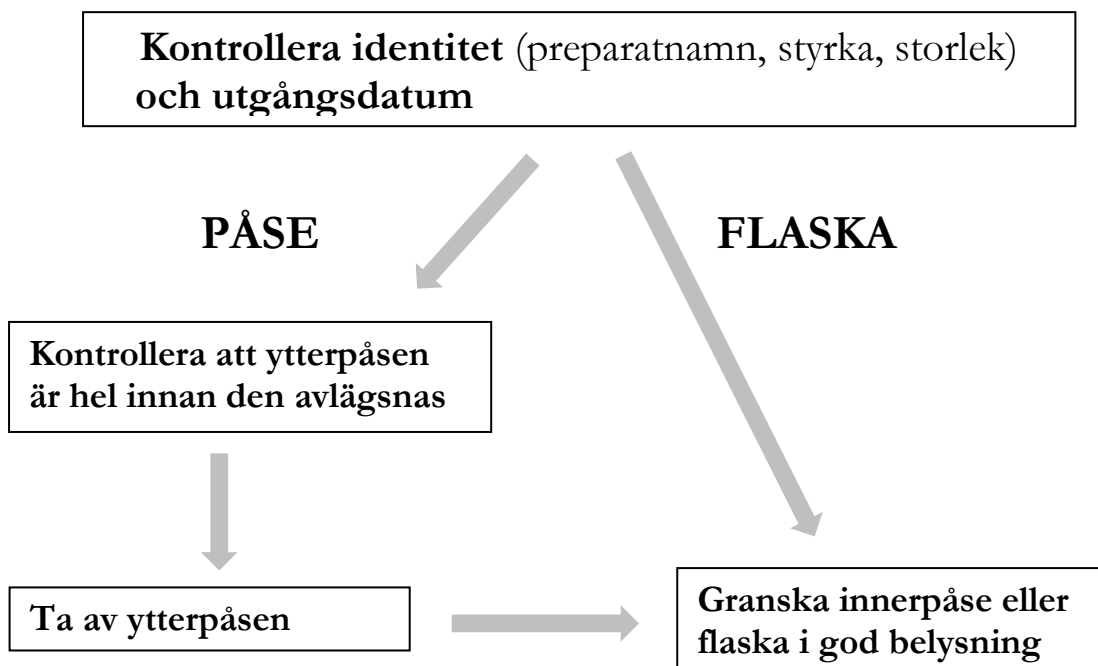 Kontrollera identitet (preparatnamn, styrka, storlek)
och utgångsdatum
PÅSE
FLASKA
Kontrollera att ytterpåsen
är hel innan den avlägsnas
Ta av ytterpåsen
Granska innerpåse eller
flaska i god belysning